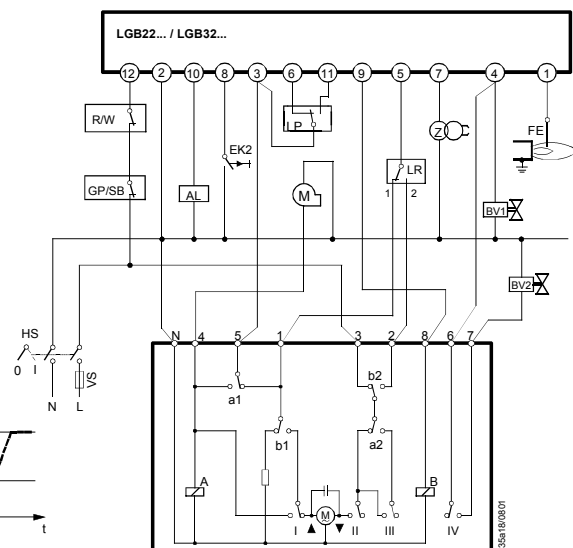 LGB22... / LGB32...
12 2 10 8 3 6 11 9 5 7 4 1
R/W
LP
Z
FE
EK2
GP/SB
AL
M
LR
1 2
BV1
BV2
HS
0 I
VS
N L
N 4 5 1 3 2 8 6 7
a1
b2
b1
a2
A
B
M
I II III IV
t
35a18/0801